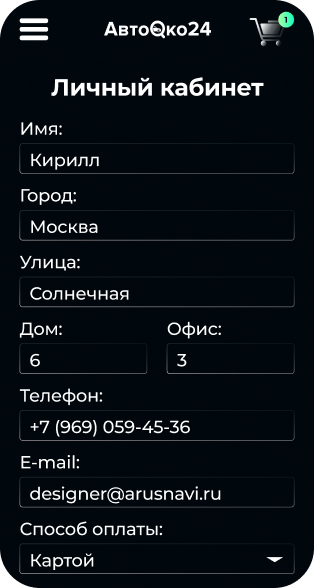 АвтоОко24
1
Личный кабинет
Имя:
Кирилл
Город:
Москва
Улица:
Солнечная
Дом: Офис:
6 3
Телефон:
+7 (969) 059-45-36
E-mail:
designer@arusnavi.ru
Способ оплаты:
Картой